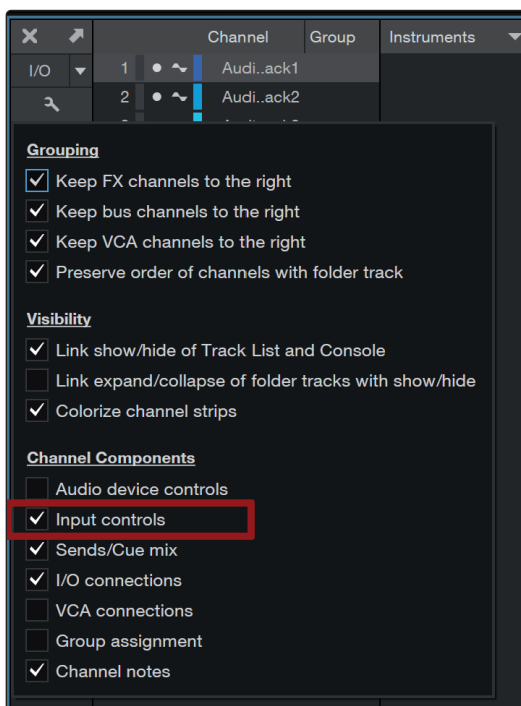 Channel Group Instruments
I/O 1 Audi..ack1
2 Audi..ack2
Grouping
Keep FX channels to the right
Keep bus channels to the right
Keep VCA channels to the right
Preserve order of channels with folder track
Visibility
Link show/hide of Track List and Console
Link expand/collapse of folder tracks with show/hide
Colorize channel strips
Channel Components
Audio device controls
Input controls
Sends/Cue mix
I/O connections
VCA connections
Group assignment
Channel notes